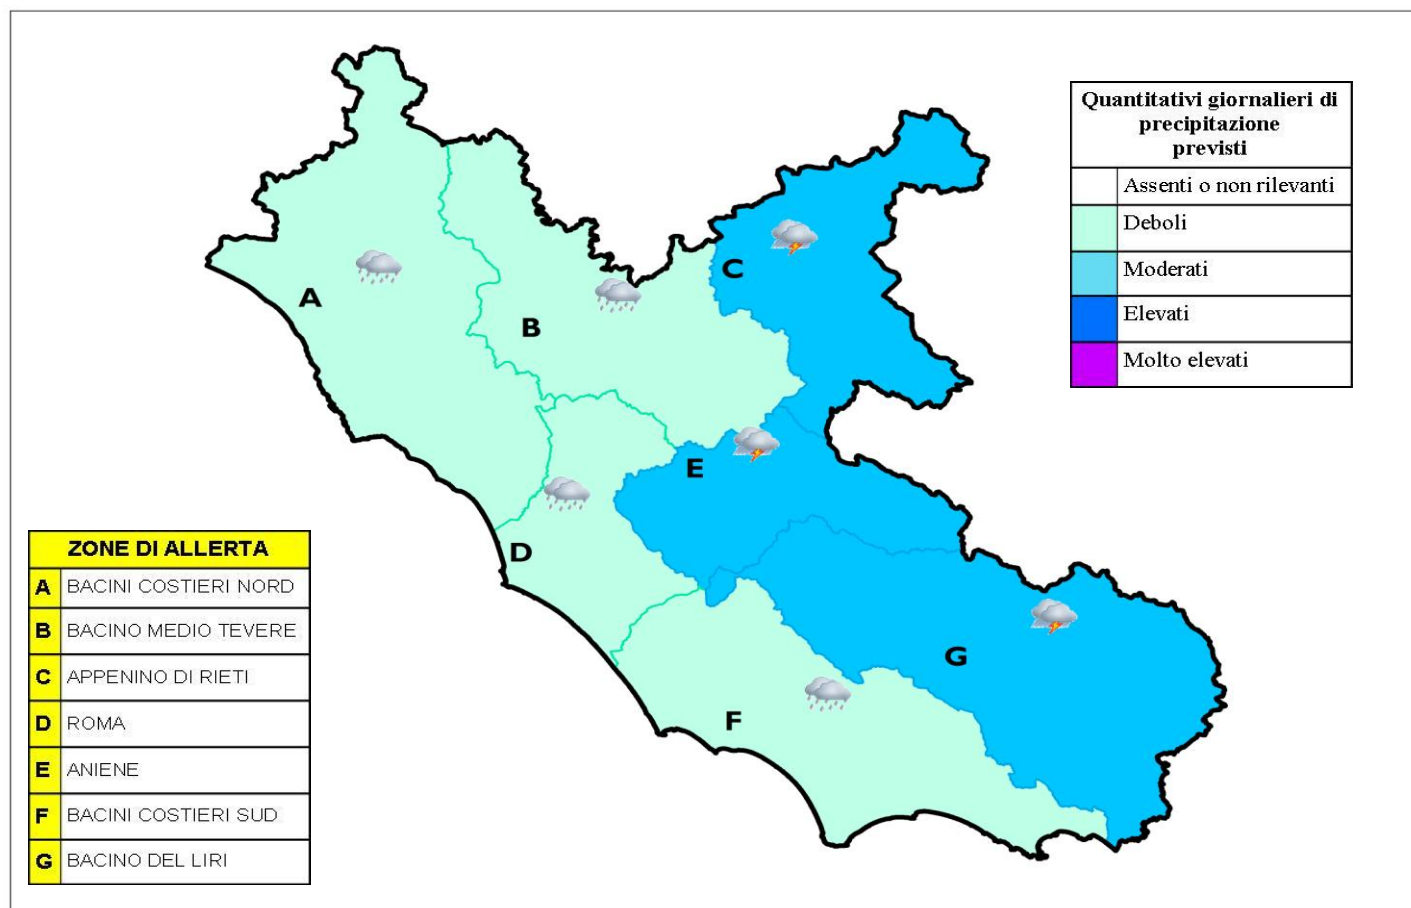 Quantitativi giornalieri di
precipitazione
previsti
Assenti o non rilevanti
Deboli
Moderati
Elevati
Molto elevati
A
B
C
D
E
F
G
ZONE DI ALLERTA
A BACINI COSTIERI NORD
B BACINO MEDIO TEVERE
C APPENINO DI RIETI
D ROMA
E ANIENE
F BACINI COSTIERI SUD
G BACINO DEL LIRI